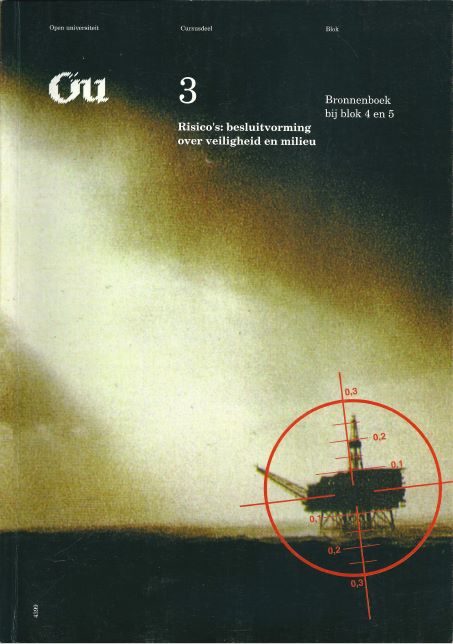 Open universiteit
Cursusdeel
Blok
Ou
3
Bronnenboek
bij blok 4 en 5
Risico's: besluitvorming
over veiligheid en milieu
0,3
0,2
0,1
0,1
0,2
0,3